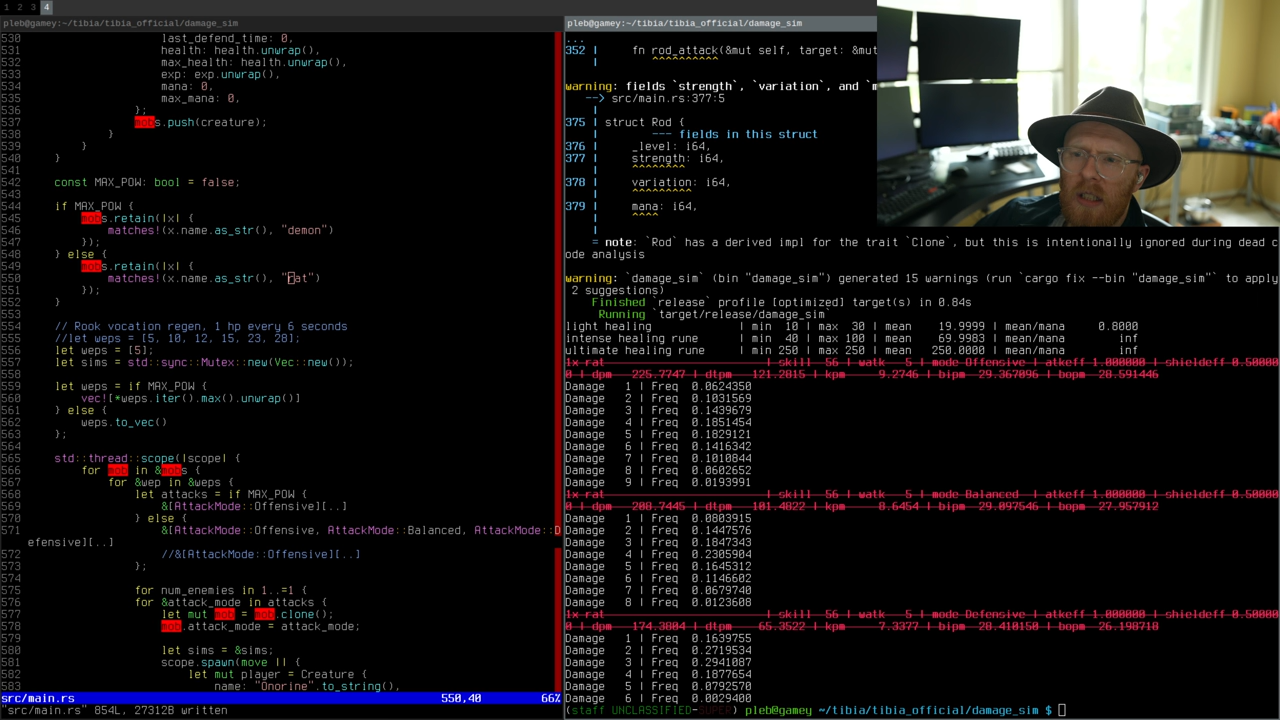 1 2 3 4
pleb@gamey:~/tibia/tibia_official/damage_sim
530 last_defend_time: 0,
531 health: health.unwrap(),
532 max_health: health.unwrap(),
533 exp: exp.unwrap(),
534 mana: 0,
535 max_mana: 0,
536 };
537 mobs.push(creature);
538 }
539 }
540 }
541
542 const MAX_POW: bool = false;
543
544 if MAX_POW {
545 mobs.retain(|x| {
546 matches!(x.name.as_str(), "demon")
547 });
548 } else {
549 mobs.retain(|x| {
550 matches!(x.name.as_str(), "rat")
551 });
552 }
553
554 // Rook vocation regen, 1 hp every 6 seconds
555 //let weps = [5, 10, 12, 15, 23, 28];
556 let weps = [5];
557 let sims = std::sync::Mutex::new(Vec::new());
558
559 let weps = if MAX_POW {
560 vec![*weps.iter().max().unwrap()]
561 } else {
562 weps.to_vec()
563 };
564
565 std::thread::scope(|scope| {
566 for mob in &mobs {
567 for &wep in &weps {
568 let attacks = if MAX_POW {
569 &[AttackMode::Offensive][..]
570 } else {
571 &[AttackMode::Offensive, AttackMode::Balanced, AttackMode::D
efensive][..]
572 //&[AttackMode::Offensive][..]
573 };
574
575 for num_enemies in 1..=1 {
576 for &attack_mode in attacks {
577 let mut mob = mob.clone();
578 mob.attack_mode = attack_mode;
579
580 let sims = &sims;
581 scope.spawn(move || {
582 let mut player = Creature {
583 name: "Onorine".to_string(),
src/main.rs 550,40 66%
"src/main.rs" 854L, 27312B written
pleb@gamey:~/tibia/tibia_official/damage_sim
...
352 | fn rod_attack(&mut self, target: &mut
| ^^^^^^^^^^
warning: fields `strength`, `variation`, and `m
--> src/main.rs:377:5
|
375 | struct Rod {
| --- fields in this struct
376 | _level: i64,
377 | strength: i64,
| ^^^^^^^^
378 | variation: i64,
| ^^^^^^^^^
379 | mana: i64,
| ^^^^
|
= note: `Rod` has a derived impl for the trait `Clone`, but this is intentionally ignored during dead c
ode analysis
warning: `damage_sim` (bin "damage_sim") generated 15 warnings (run `cargo fix --bin "damage_sim"` to apply
2 suggestions)
Finished `release` profile [optimized] target(s) in 0.84s
Running `target/release/damage_sim`
light healing | min 10 | max 30 | mean 19.9999 | mean/mana 0.8000
intense healing rune | min 40 | max 100 | mean 69.9983 | mean/mana inf
ultimate healing rune | min 250 | max 250 | mean 250.0000 | mean/mana inf
1x rat | skill 56 | watk 5 | mode Offensive | atkeff 1.000000 | shieldeff 0.50000
0 | dpm 225.7747 | dtpm 121.2815 | kpm 9.2746 | bipm 29.367096 | bopm 28.591446
Damage 1 | Freq 0.0624350
Damage 2 | Freq 0.1031569
Damage 3 | Freq 0.1439679
Damage 4 | Freq 0.1851454
Damage 5 | Freq 0.1829121
Damage 6 | Freq 0.1416342
Damage 7 | Freq 0.1010844
Damage 8 | Freq 0.0602652
Damage 9 | Freq 0.0193991
1x rat | skill 56 | watk 5 | mode Balanced | atkeff 1.000000 | shieldeff 0.50000
0 | dpm 208.7445 | dtpm 101.4822 | kpm 8.6454 | bipm 29.097546 | bopm 27.957912
Damage 1 | Freq 0.0803915
Damage 2 | Freq 0.1447576
Damage 3 | Freq 0.1847343
Damage 4 | Freq 0.2305904
Damage 5 | Freq 0.1645312
Damage 6 | Freq 0.1146602
Damage 7 | Freq 0.0679740
Damage 8 | Freq 0.0123608
1x rat | skill 56 | watk 5 | mode Defensive | atkeff 1.000000 | shieldeff 0.50000
0 | dpm 174.3804 | dtpm 65.3522 | kpm 7.3377 | bipm 28.410150 | bopm 26.198718
Damage 1 | Freq 0.1639755
Damage 2 | Freq 0.2719534
Damage 3 | Freq 0.2941087
Damage 4 | Freq 0.1877654
Damage 5 | Freq 0.0792570
Damage 6 | Freq 0.0029400
(staff UNCLASSIFIED-SUPER) pleb@gamey ~/tibia/tibia_official/damage_sim $